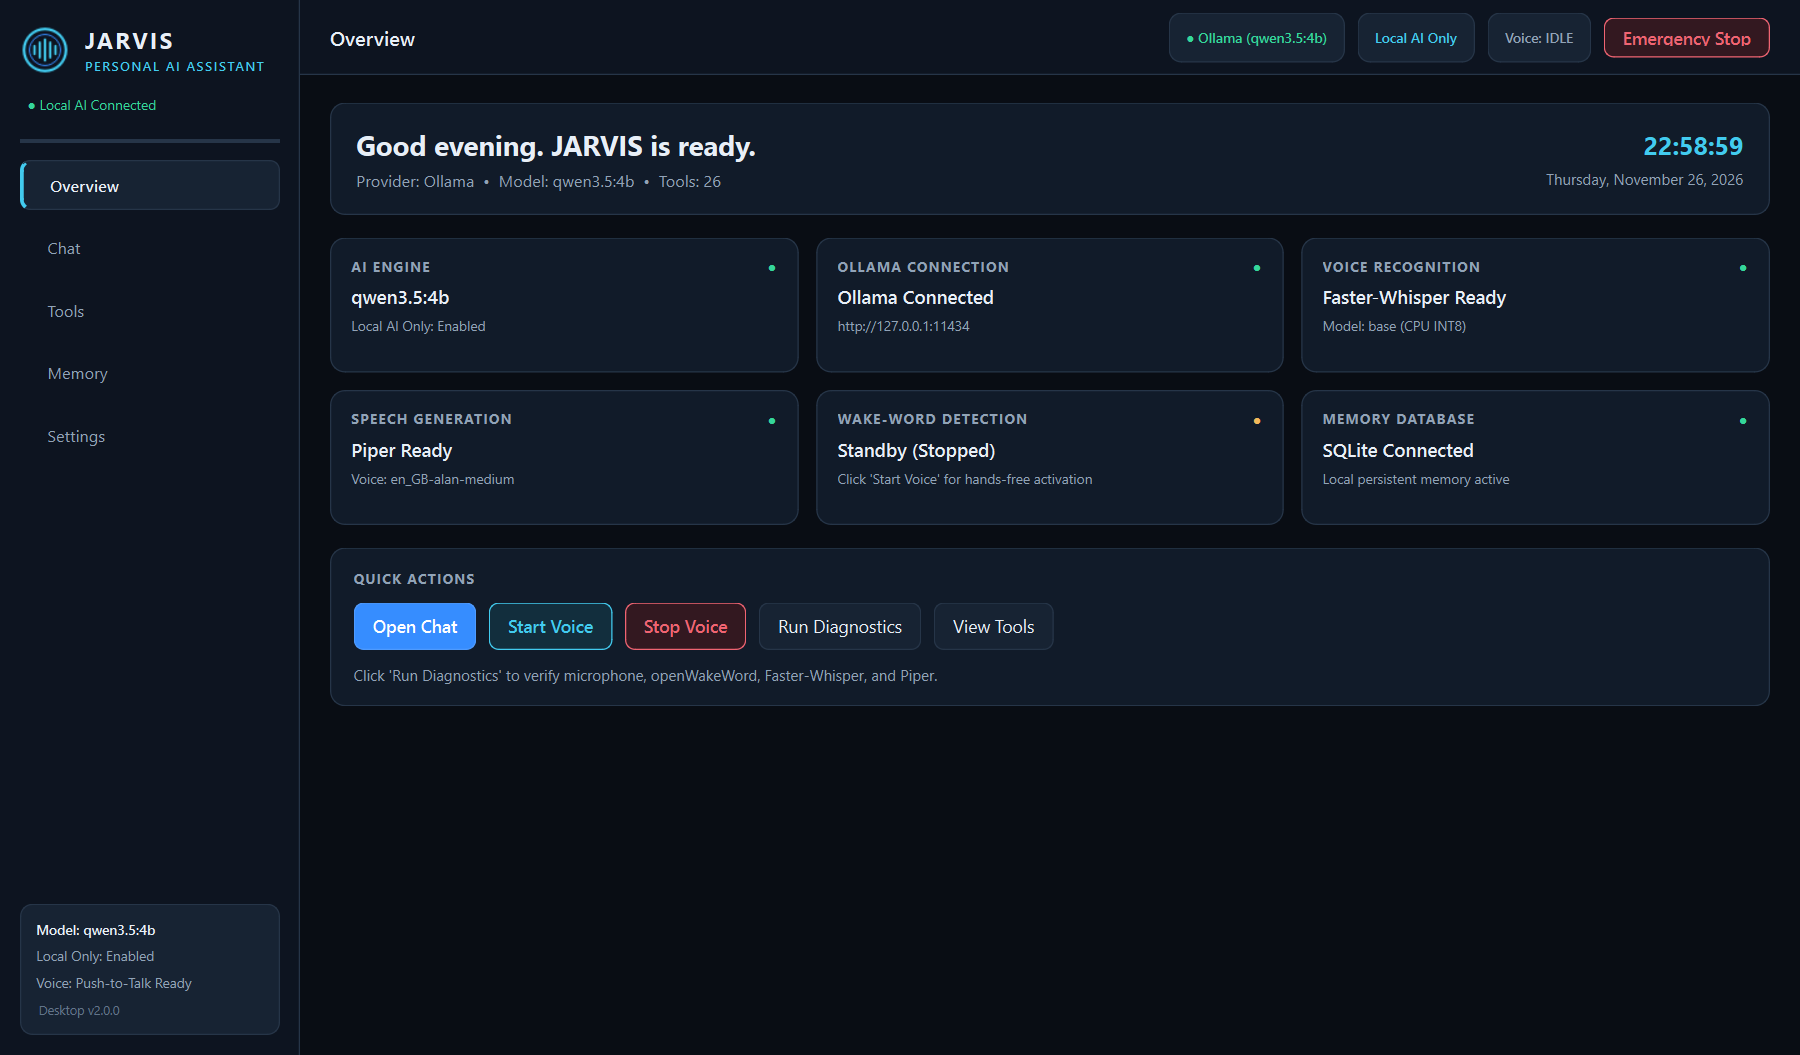 JARVIS
PERSONAL AI ASSISTANT
● Local AI Connected
Overview
Chat
Tools
Memory
Settings
Model: qwen3.5:4b
Local Only: Enabled
Voice: Push-to-Talk Ready
Desktop v2.0.0
Overview
● Ollama (qwen3.5:4b)
Local AI Only
Voice: IDLE
Emergency Stop
Good evening. JARVIS is ready.
Provider: Ollama • Model: qwen3.5:4b • Tools: 26
22:58:59
Thursday, November 26, 2026
AI ENGINE
qwen3.5:4b
Local AI Only: Enabled
OLLAMA CONNECTION
Ollama Connected
http://127.0.0.1:11434
VOICE RECOGNITION
Faster-Whisper Ready
Model: base (CPU INT8)
SPEECH GENERATION
Piper Ready
Voice: en_GB-alan-medium
WAKE-WORD DETECTION
Standby (Stopped)
Click 'Start Voice' for hands-free activation
MEMORY DATABASE
SQLite Connected
Local persistent memory active
QUICK ACTIONS
Open Chat
Start Voice
Stop Voice
Run Diagnostics
View Tools
Click 'Run Diagnostics' to verify microphone, openWakeWord, Faster-Whisper, and Piper.